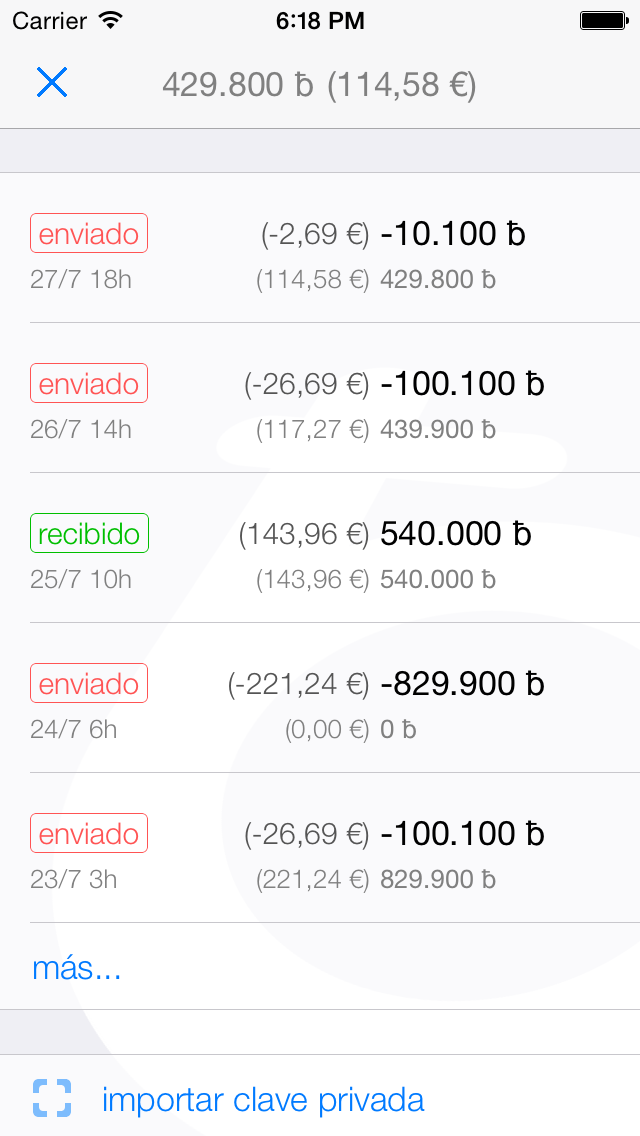 Carrier 6:18 PM
429.800 ƀ (114,58 €)
enviado (-2,69 €) -10.100 ƀ
27/7 18h (114,58 €) 429.800 ƀ
enviado (-26,69 €) -100.100 ƀ
26/7 14h (117,27 €) 439.900 ƀ
recibido (143,96 €) 540.000 ƀ
25/7 10h (143,96 €) 540.000 ƀ
enviado (-221,24 €) -829.900 ƀ
24/7 6h (0,00 €) 0 ƀ
enviado (-26,69 €) -100.100 ƀ
23/7 3h (221,24 €) 829.900 ƀ
más...
importar clave privada